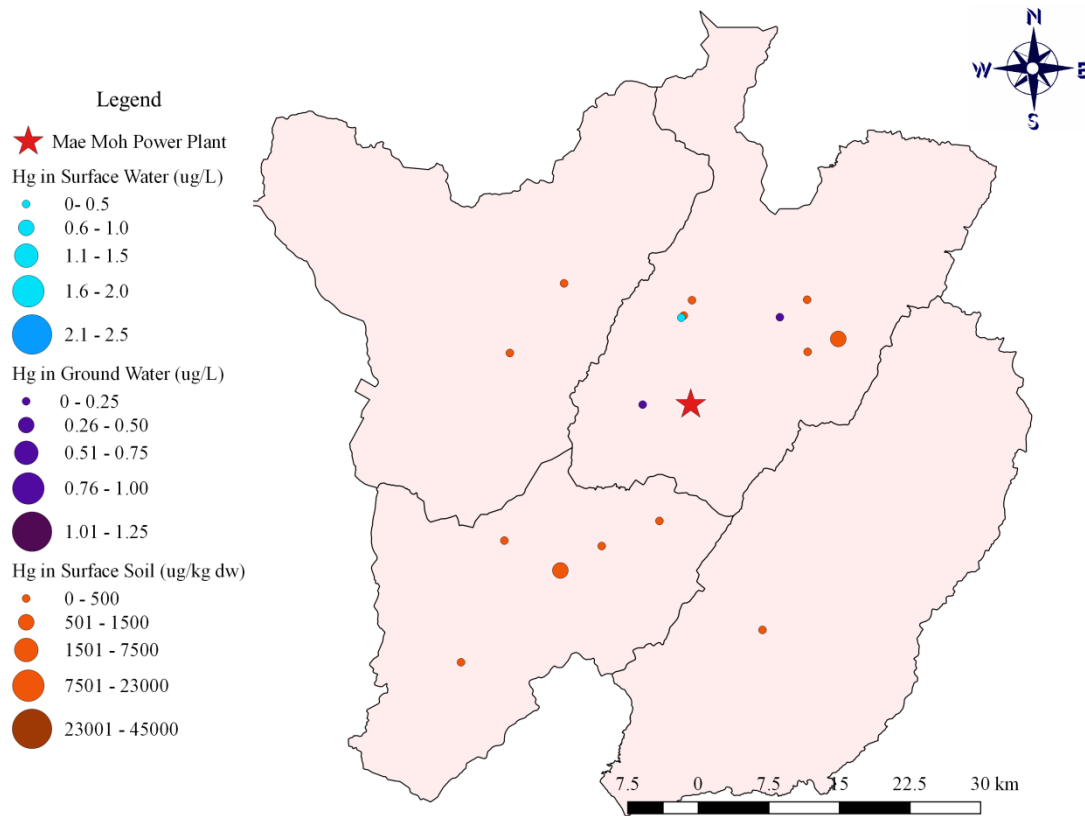 N
W
E
S
Legend
Mae Moh Power Plant
Hg in Surface Water (ug/L)
0- 0.5
0.6 - 1.0
1.1 - 1.5
1.6 - 2.0
2.1 - 2.5
Hg in Ground Water (ug/L)
0 - 0.25
0.26 - 0.50
0.51 - 0.75
0.76 - 1.00
1.01 - 1.25
Hg in Surface Soil (ug/kg dw)
0 - 500
501 - 1500
1501 - 7500
7501 - 23000
23001 - 45000
7.5 0 7.5 15 22.5 30 km